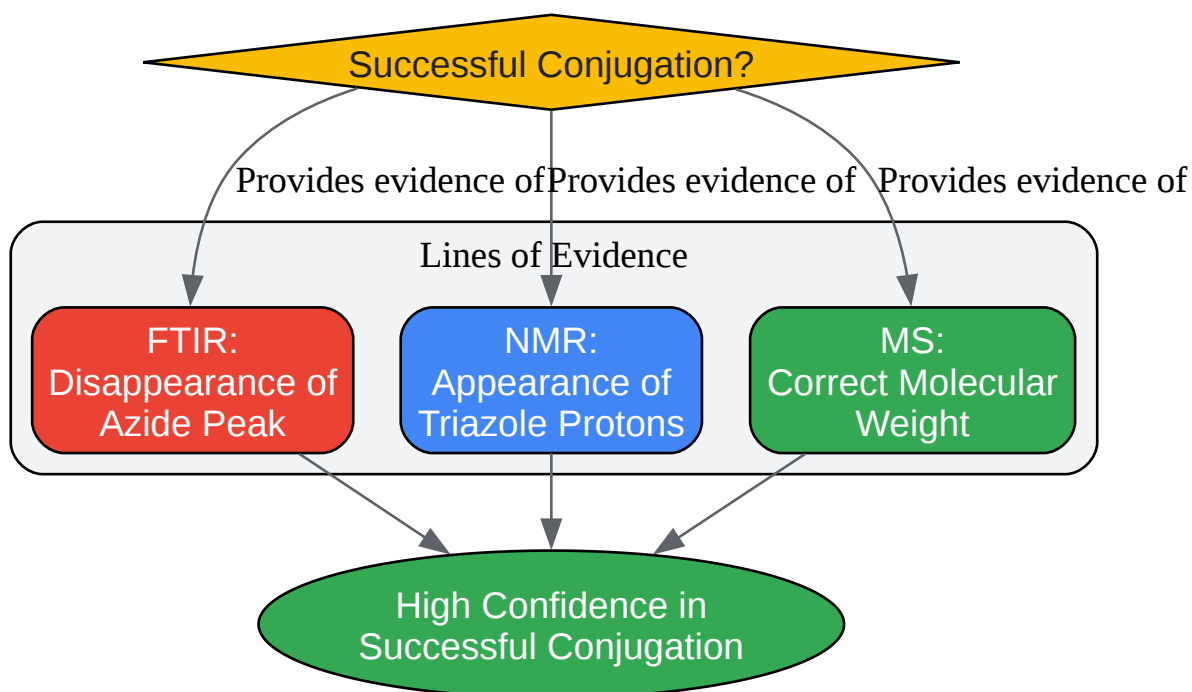 Successful Conjugation?
Provides evidence of
Provides evidence of
Provides evidence of
Lines of Evidence
FTIR:
Disappearance of
Azide Peak
NMR:
Appearance of
Triazole Protons
MS:
Correct Molecular
Weight
High Confidence in
Successful Conjugation